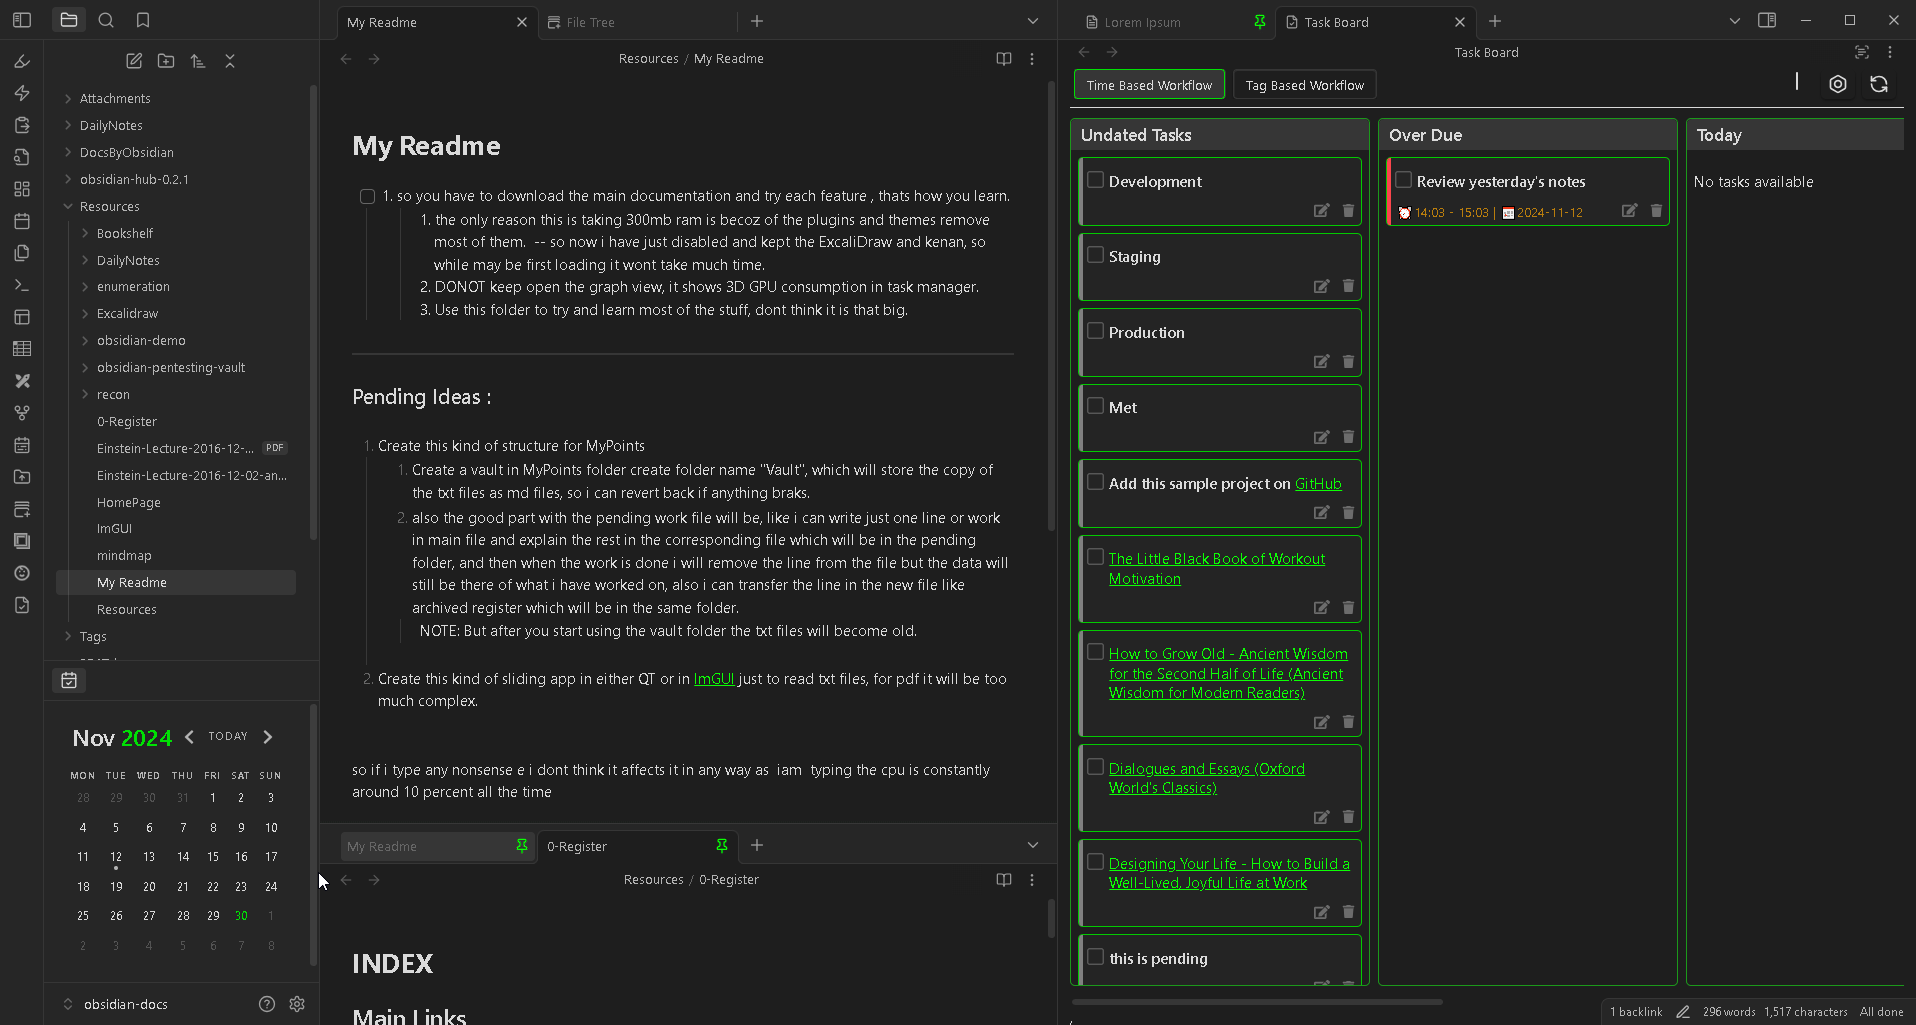 My Readme
File Tree
Lorem Ipsum
Task Board
Attachments
DailyNotes
DocsByObsidian
obsidian-hub-0.2.1
Resources
Bookshelf
DailyNotes
enumeration
Excalidraw
obsidian-demo
obsidian-pentesting-vault
recon
0-Register
Einstein-Lecture-2016-12-... PDF
Einstein-Lecture-2016-12-02-an...
HomePage
ImGUI
mindmap
My Readme
Resources
Tags
Nov 2024 TODAY
MON TUE WED THU FRI SAT SUN
28 29 30 31 1 2 3
4 5 6 7 8 9 10
11 12 13 14 15 16 17
18 19 20 21 22 23 24
25 26 27 28 29 30 1
2 3 4 5 6 7 8
obsidian-docs
Resources / My Readme
My Readme
1. so you have to download the main documentation and try each feature , thats how you learn.
1. the only reason this is taking 300mb ram is becoz of the plugins and themes remove
most of them.  -- so now i have just disabled and kept the ExcaliDraw and kenan, so
while may be first loading it wont take much time.
2. DONOT keep open the graph view, it shows 3D GPU consumption in task manager.
3. Use this folder to try and learn most of the stuff, dont think it is that big.
Pending Ideas :
1. Create this kind of structure for MyPoints
1. Create a vault in MyPoints folder create folder name "Vault", which will store the copy of
the txt files as md files, so i can revert back if anything braks.
2. also the good part with the pending work file will be, like i can write just one line or work
in main file and explain the rest in the corresponding file which will be in the pending
folder, and then when the work is done i will remove the line from the file but the data will
still be there of what i have worked on, also i can transfer the line in the new file like
archived register which will be in the same folder.
NOTE: But after you start using the vault folder the txt files will become old.
2. Create this kind of sliding app in either QT or in ImGUI just to read txt files, for pdf it will be too
much complex.
so if i type any nonsense e i dont think it affects it in any way as  iam  typing the cpu is constantly
around 10 percent all the time
My Readme
0-Register
Resources / 0-Register
INDEX
Main Links
Task Board
Time Based Workflow
Tag Based Workflow
Undated Tasks
Development
Staging
Production
Met
Add this sample project on GitHub
The Little Black Book of Workout
Motivation
How to Grow Old - Ancient Wisdom
for the Second Half of Life (Ancient
Wisdom for Modern Readers)
Dialogues and Essays (Oxford
World's Classics)
Designing Your Life - How to Build a
Well-Lived, Joyful Life at Work
this is pending
Over Due
Review yesterday's notes
14:03 - 15:03 | 2024-11-12
Today
No tasks available
1 backlink 296 words 1,517 characters All done